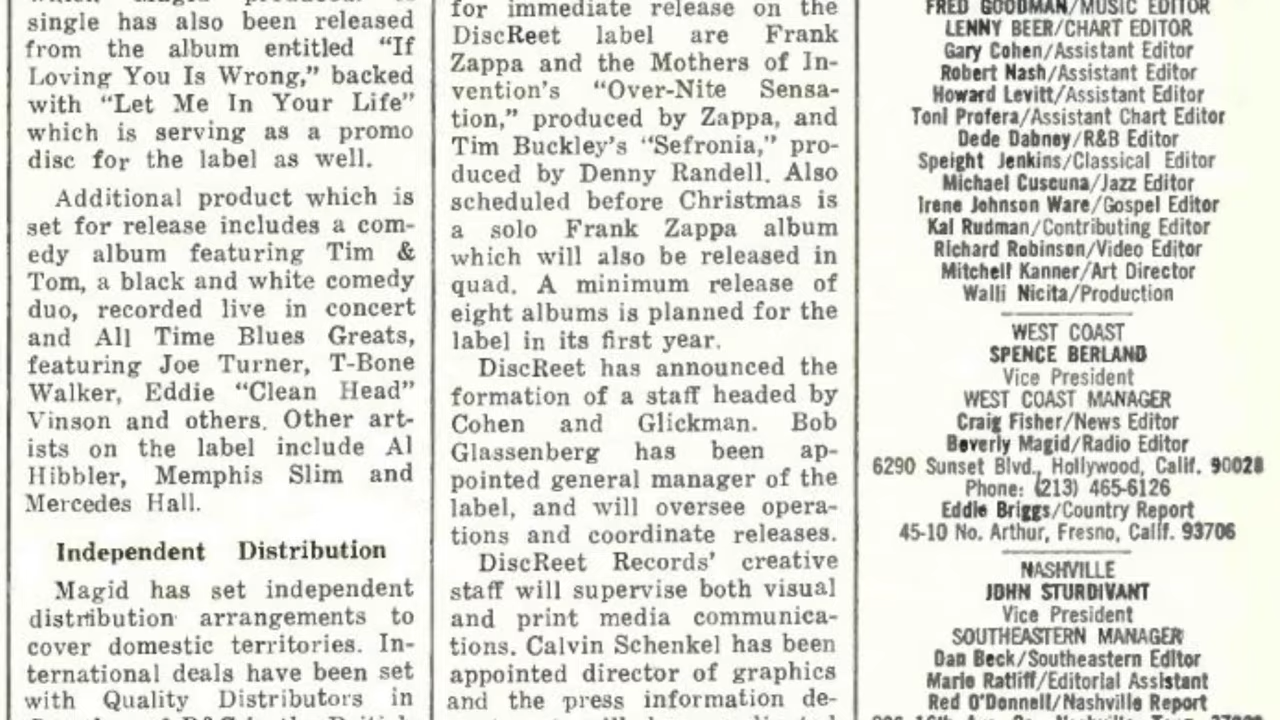 single has also been released
from the album entitled “If
Loving You Is Wrong,” backed
with “Let Me In Your Life”
which is serving as a promo
disc for the label as well.
Additional product which is
set for release includes a com-
edy album featuring Tim &
Tom, a black and white comedy
duo, recorded live in concert
and All Time Blues Greats,
featuring Joe Turner, T-Bone
Walker, Eddie “Clean Head”
Vinson and others. Other art-
ists on the label include Al
Hibbler, Memphis Slim and
Mercedes Hall.
Independent Distribution
Magid has set independent
distribution arrangements to
cover domestic territories. In-
ternational deals have been set
with Quality Distributors in
for immediate release on the
DiscReet label are Frank
Zappa and the Mothers of In-
vention’s “Over-Nite Sensa-
tion,” produced by Zappa, and
Tim Buckley’s “Sefronia,” pro-
duced by Denny Randell. Also
scheduled before Christmas is
a solo Frank Zappa album
which will also be released in
quad. A minimum release of
eight albums is planned for the
label in its first year.
DiscReet has announced the
formation of a staff headed by
Cohen and Glickman. Bob
Glassenberg has been ap-
pointed general manager of the
label, and will oversee opera-
tions and coordinate releases.
DiscReet Records’ creative
staff will supervise both visual
and print media communica-
tions. Calvin Schenkel has been
appointed director of graphics
and the press information de-
FRED GOODMAN/MUSIC EDITOR
LENNY BEER/CHART EDITOR
Gary Cohen/Assistant Editor
Robert Nash/Assistant Editor
Howard Levitt/Assistant Editor
Toni Profera/Assistant Chart Editor
Dede Dabney/R&B Editor
Speight Jenkins/Classical Editor
Michael Cuscuna/Jazz Editor
Irene Johnson Ware/Gospel Editor
Kal Rudman/Contributing Editor
Richard Robinson/Video Editor
Mitchell Kanner/Art Director
Walli Nicita/Production
WEST COAST
SPENCE BERLAND
Vice President
WEST COAST MANAGER
Craig Fisher/News Editor
Beverly Magid/Radio Editor
6290 Sunset Blvd., Hollywood, Calif. 90028
Phone: (213) 465-6126
Eddie Briggs/Country Report
45-10 No. Arthur, Fresno, Calif. 93706
NASHVILLE
JOHN STURDIVANT
Vice President
SOUTHEASTERN MANAGER
Dan Beck/Southeastern Editor
Marie Ratliff/Editorial Assistant
Red O’Donnell/Nashville Report